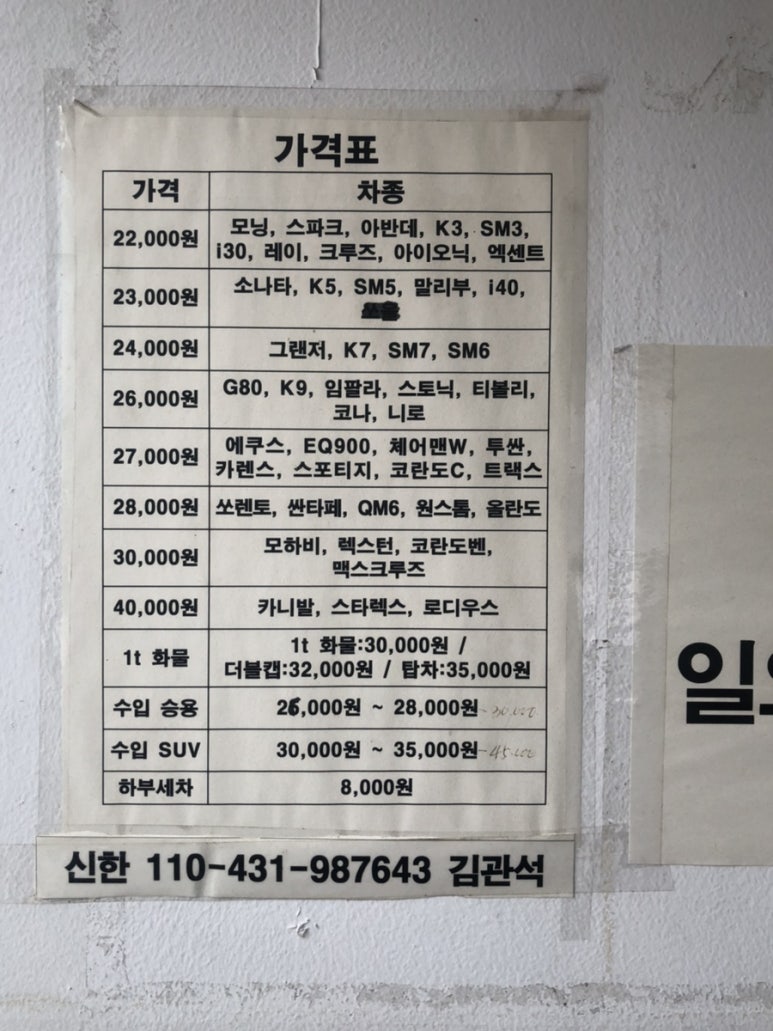 가격표
가격 차종
22,000원 모닝, 스파크, 아반데, K3, SM3,
i30, 레이, 크루즈, 아이오닉, 엑센트
23,000원 소나타, K5, SM5, 말리부, i40,
24,000원 그랜저, K7, SM7, SM6
26,000원 G80, K9, 임팔라, 스토닉, 티볼리,
코나, 니로
27,000원 에쿠스, EQ900, 체어맨W, 투싼,
카렌스, 스포티지, 코란도C, 트랙스
28,000원 쏘렌토, 싼타페, QM6, 윈스톰, 올란도
30,000원 모하비, 렉스턴, 코란도벤,
맥스크루즈
40,000원 카니발, 스타렉스, 로디우스
1t 화물 1t 화물:30,000원 /
더블캡:32,000원 / 탑차:35,000원
수입 승용 26,000원 ~ 28,000원 ~30,000
수입 SUV 30,000원 ~ 35,000원 ~45,000
하부세차 8,000원
신한 110-431-987643 김관석
일